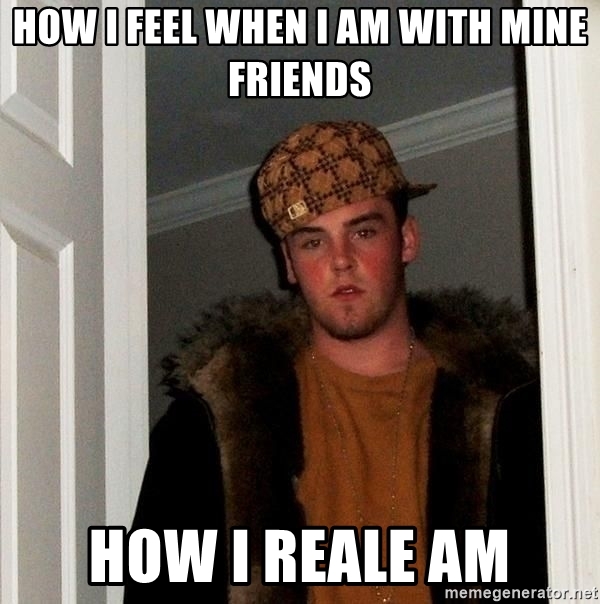 HOW I FEEL WHEN I AM WITH MINE
FRIENDS
HOW I REALE AM
memegenerator.net